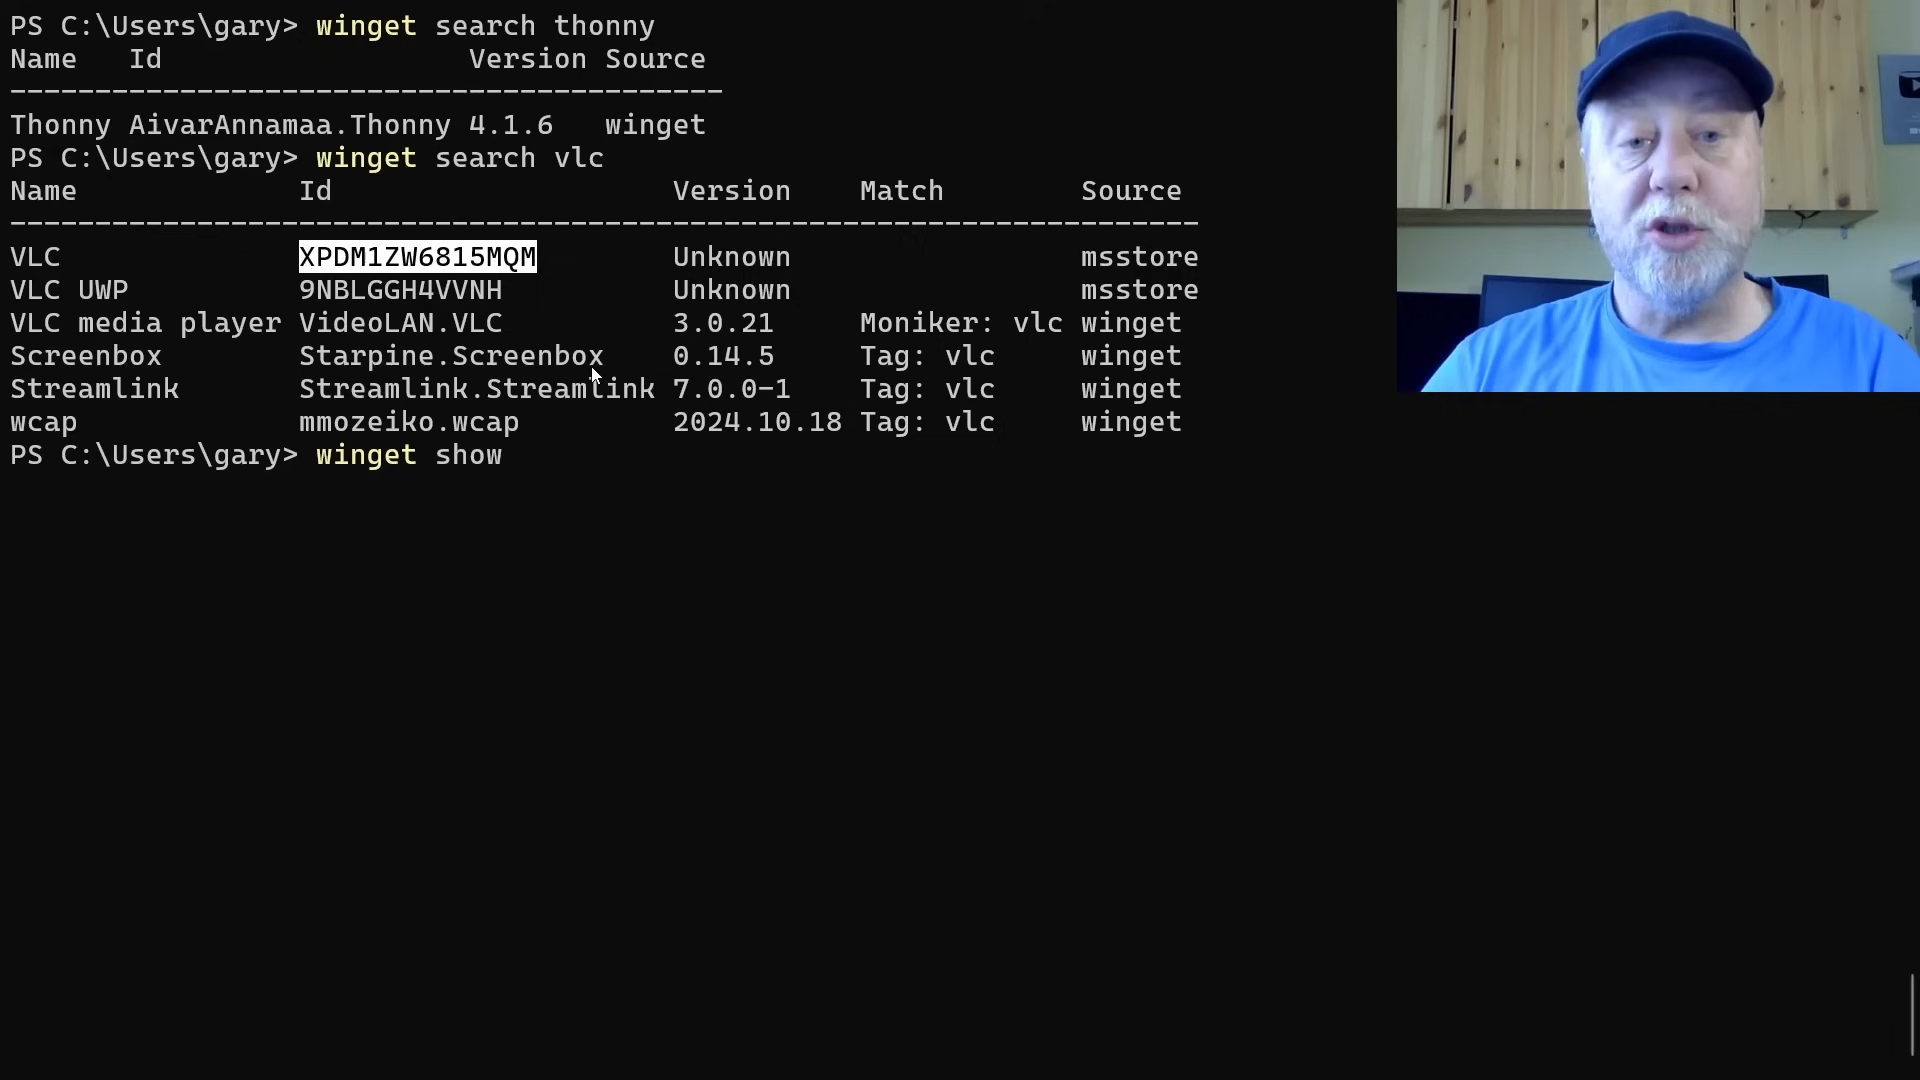 PS C:\Users\gary> winget search thonny
Name   Id                  Version Source
------------------------------------------
Thonny AivarAnnamaa.Thonny 4.1.6   winget
PS C:\Users\gary> winget search vlc
Name             Id                    Version    Match        Source
----------------------------------------------------------------------
VLC              XPDM1ZW6815MQM        Unknown                 msstore
VLC UWP          9NBLGGH4VVNH          Unknown                 msstore
VLC media player VideoLAN.VLC          3.0.21     Moniker: vlc winget
Screenbox        Starpine.Screenbox    0.14.5     Tag: vlc     winget
Streamlink       Streamlink.Streamlink 7.0.0-1    Tag: vlc     winget
wcap             mmozeiko.wcap         2024.10.18 Tag: vlc     winget
PS C:\Users\gary> winget show